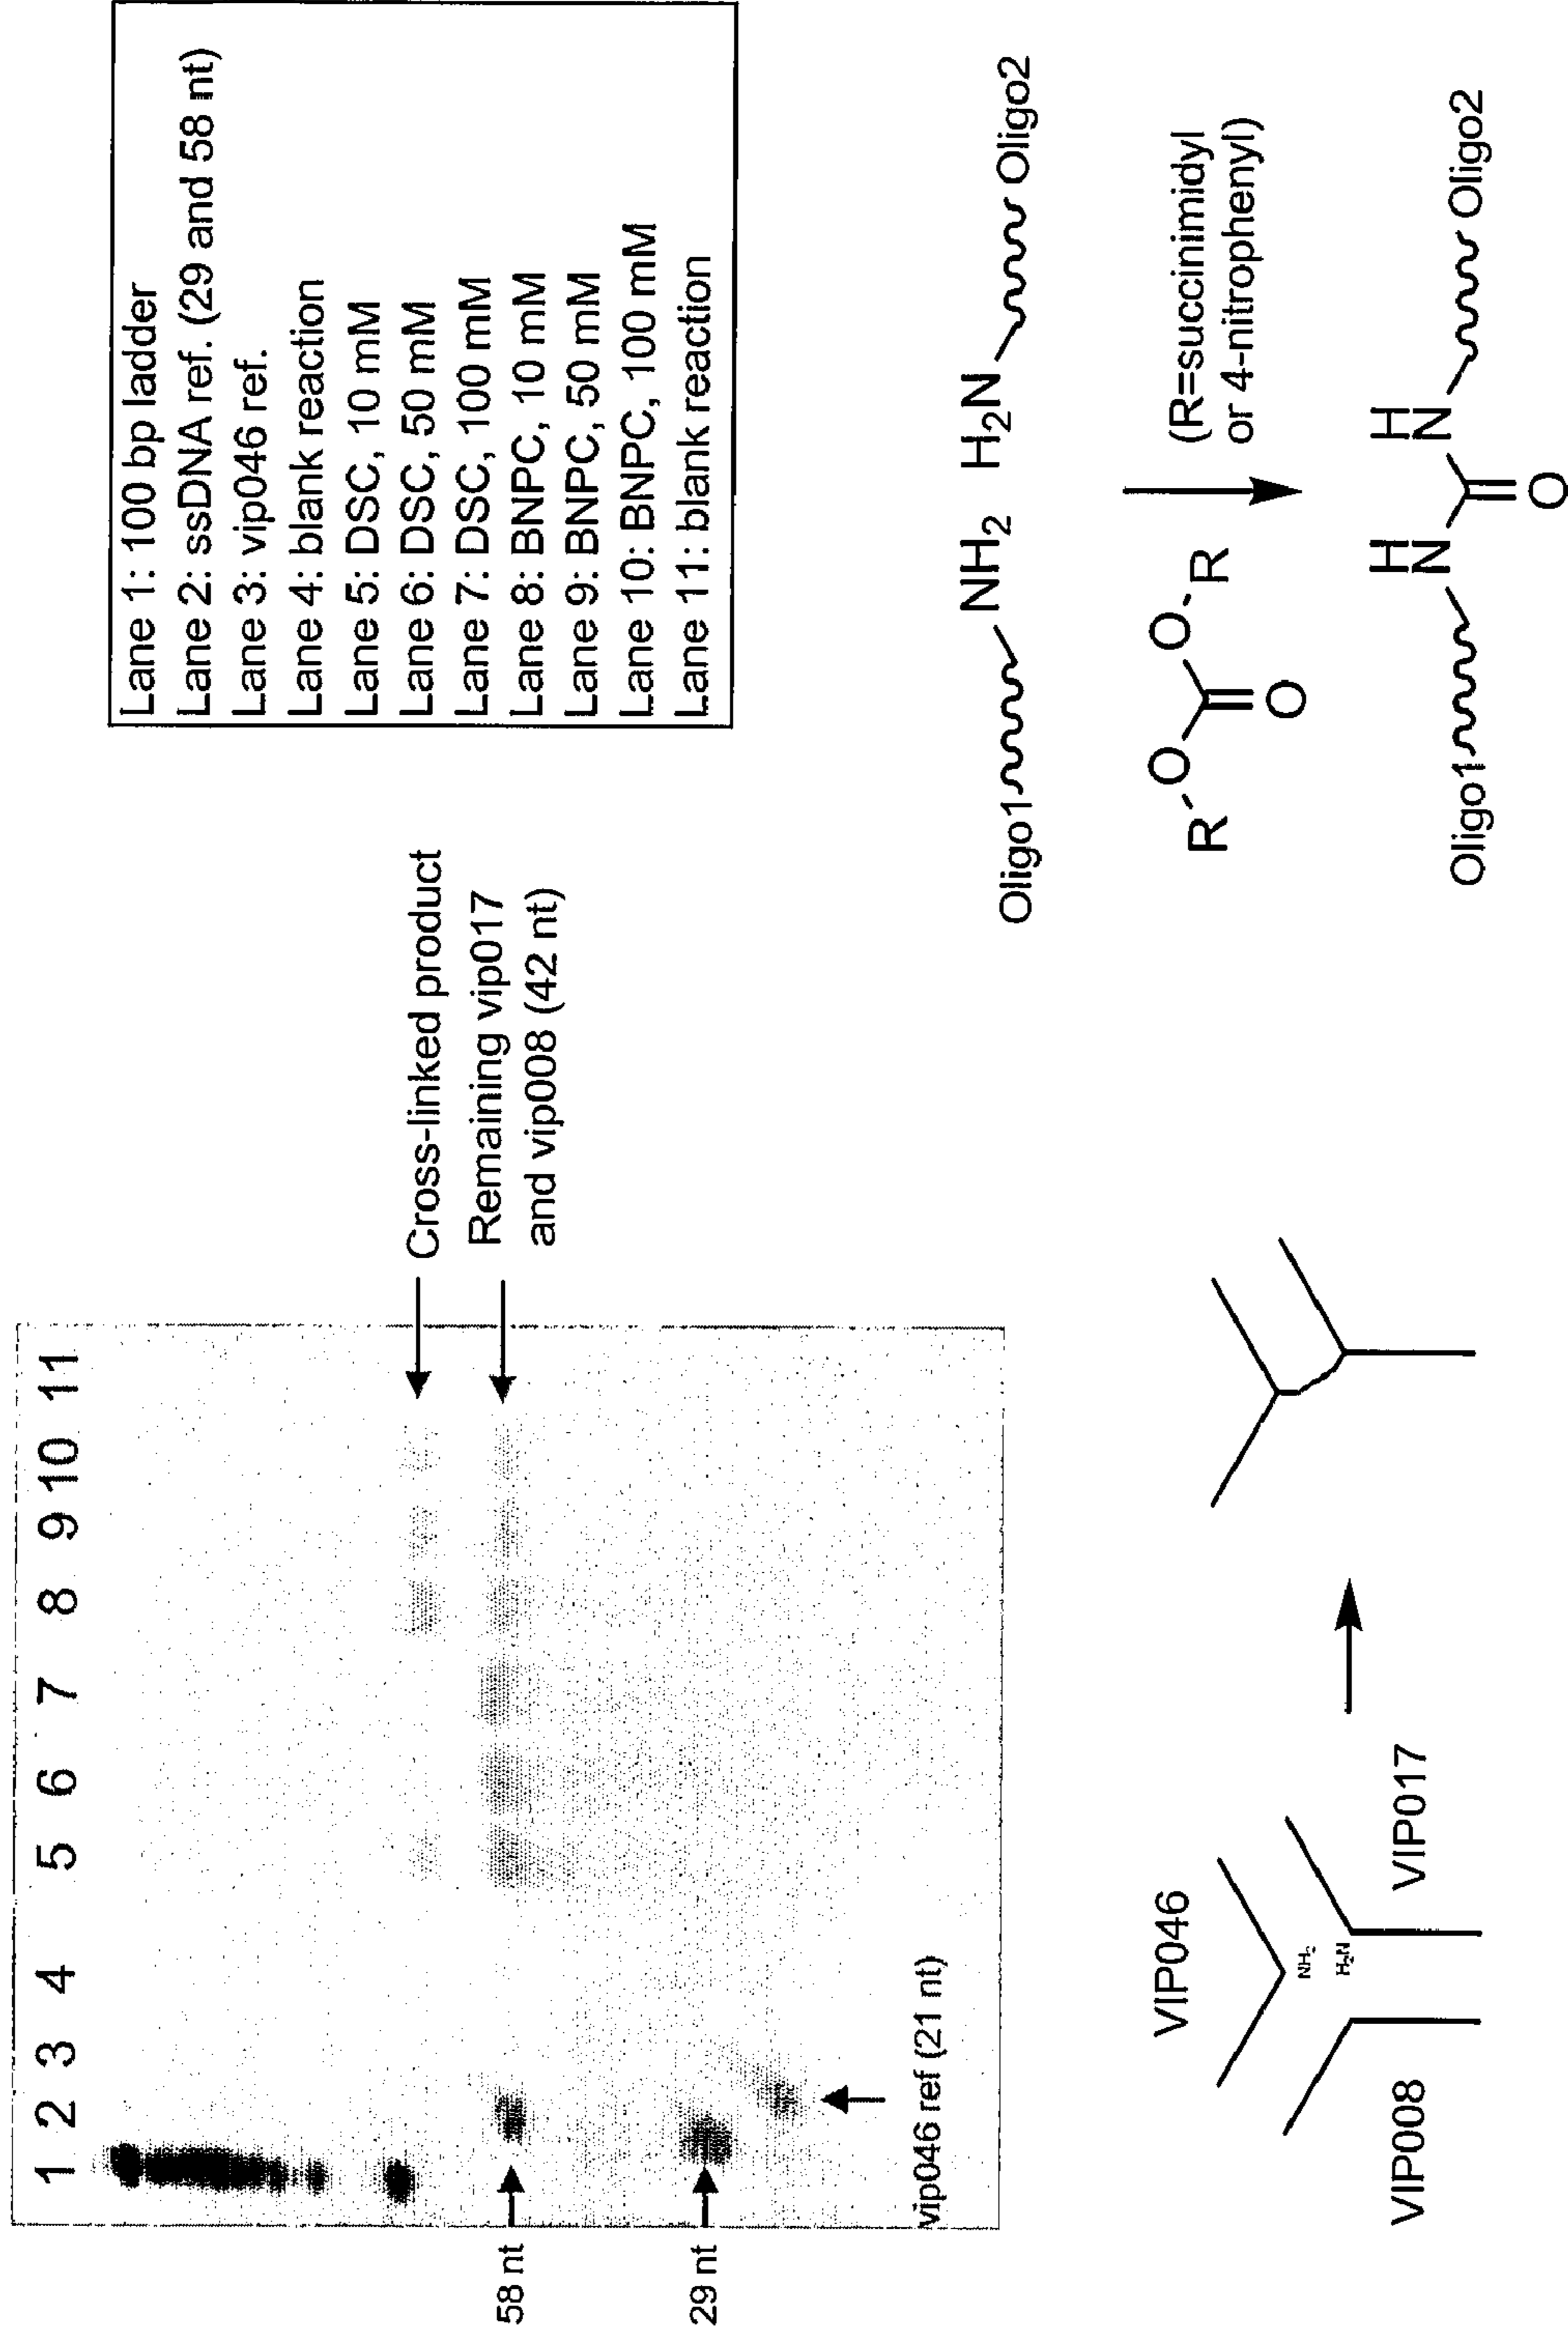 1 2 3 4 5 6 7 8 9 10 11
58 nt
29 nt
vip046 ref (21 nt)
Cross-linked product
Remaining vip017
and vip008 (42 nt)
Lane 1: 100 bp ladder
Lane 2: ssDNA ref. (29 and 58 nt)
Lane 3: vip046 ref.
Lane 4: blank reaction
Lane 5: DSC, 10 mM
Lane 6: DSC, 50 mM
Lane 7: DSC, 100 mM
Lane 8: BNPC, 10 mM
Lane 9: BNPC, 50 mM
Lane 10: BNPC, 100 mM
Lane 11: blank reaction
VIP046
NH2
H2N
VIP008
VIP017
NH2 H2N
Oligo1 Oligo2
R O O R
O
(R=succinimidyl
or 4-nitrophenyl)
H H
N N
Oligo1 Oligo2
O